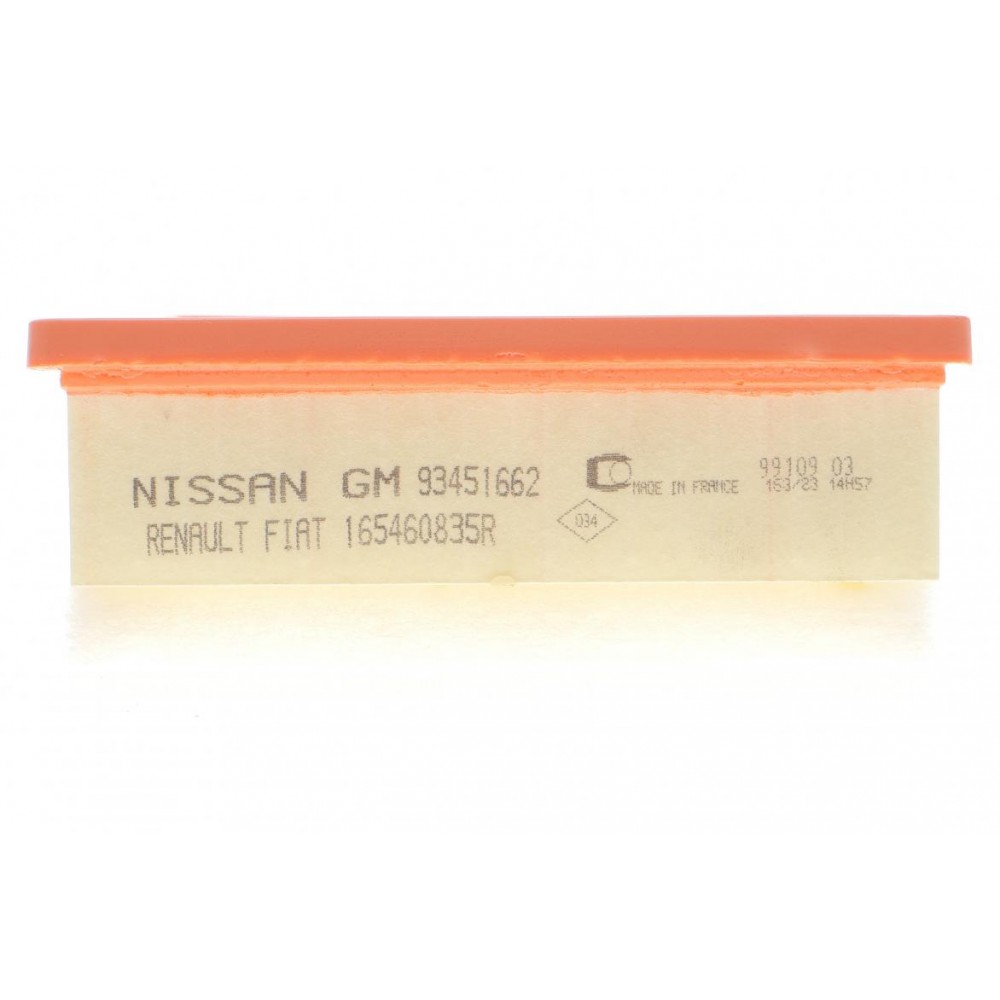 NISSAN GM 93451662
RENAULT FIAT 165460835R
MADE IN FRANCE
034
99109 03
163/23 14H57